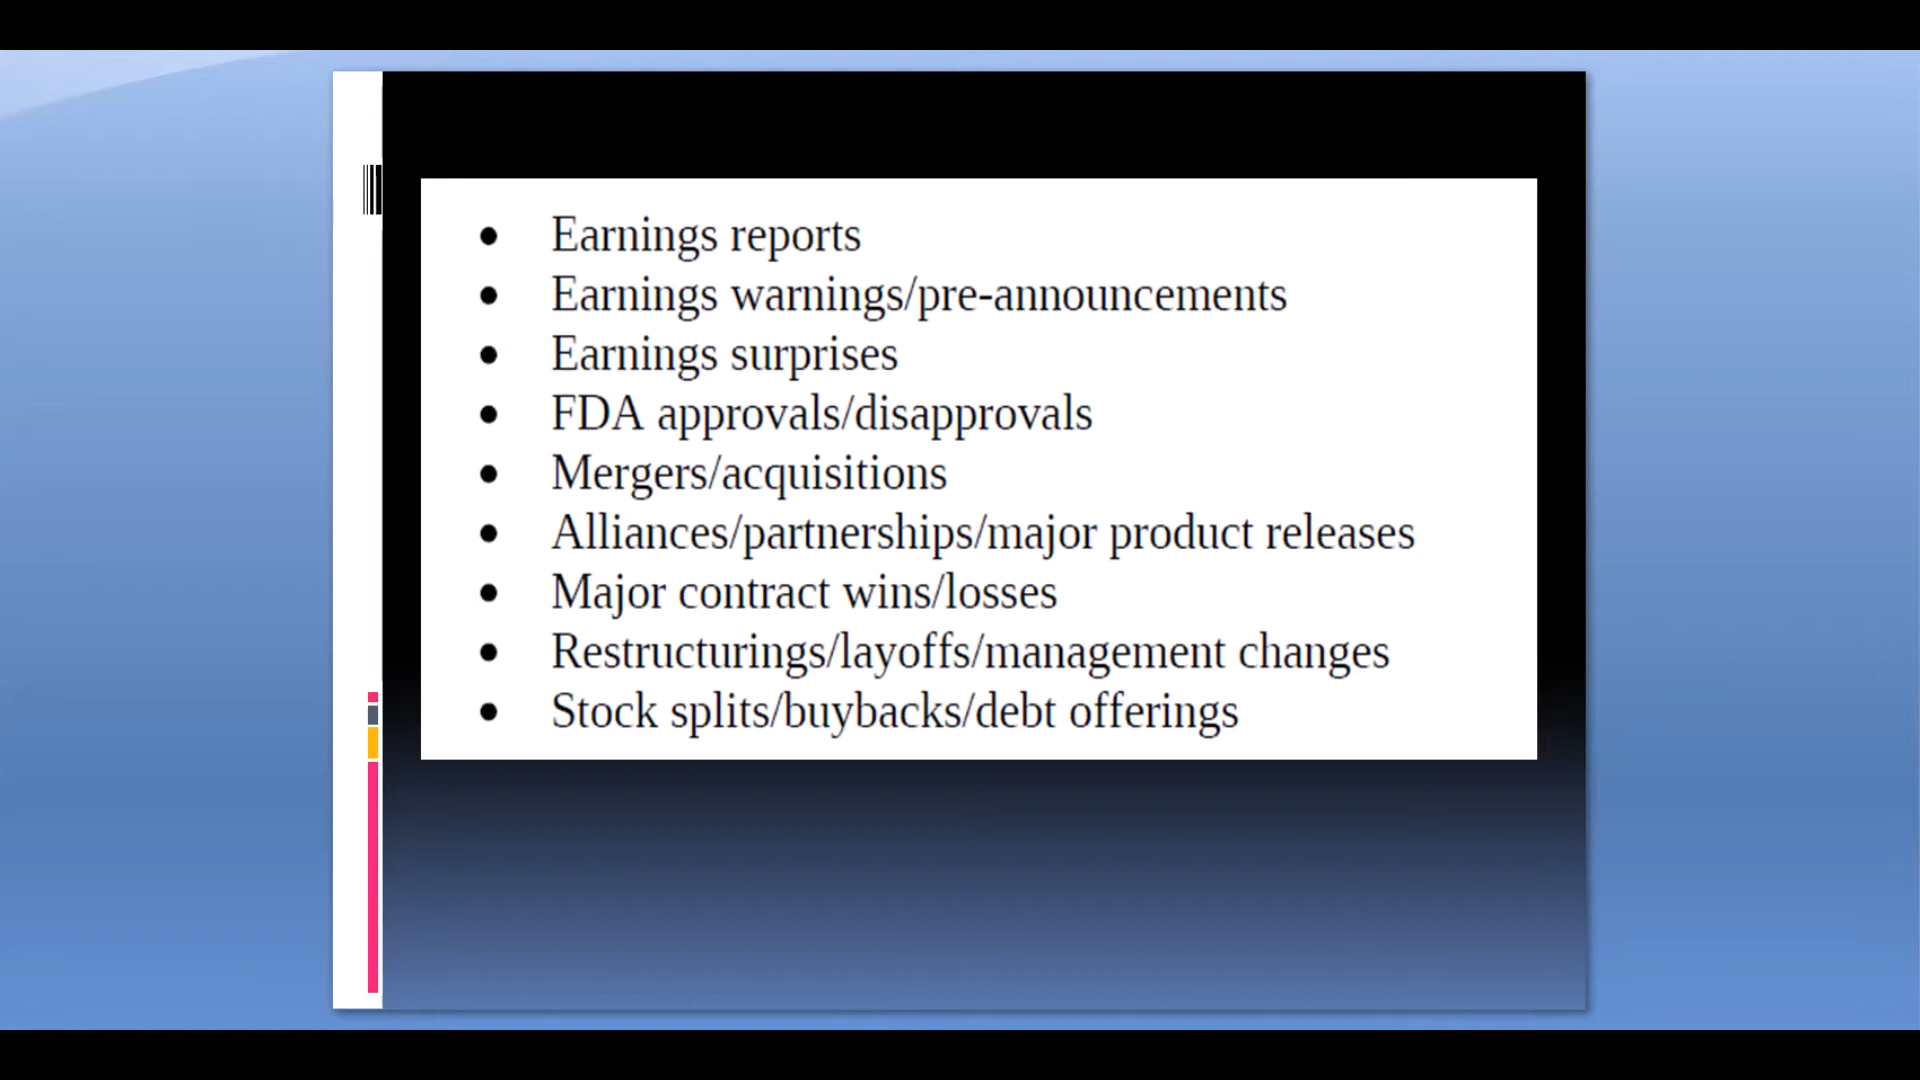 • Earnings reports
• Earnings warnings/pre-announcements
• Earnings surprises
• FDA approvals/disapprovals
• Mergers/acquisitions
• Alliances/partnerships/major product releases
• Major contract wins/losses
• Restructurings/layoffs/management changes
• Stock splits/buybacks/debt offerings